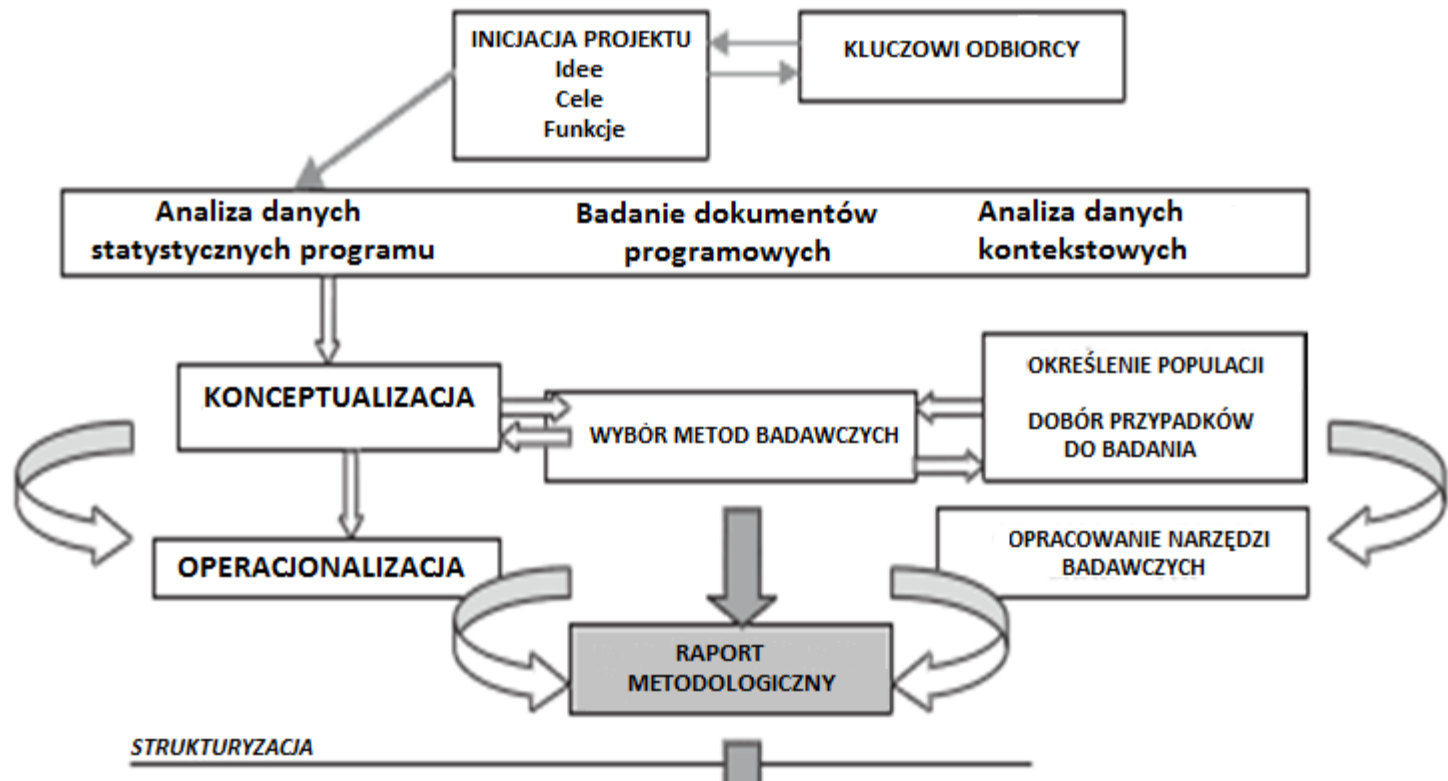 INICJACJA PROJEKTU
Idee
Cele
Funkcje
KLUCZOWI ODBIORCY
Analiza danych
statystycznych programu
Badanie dokumentów
programowych
Analiza danych
kontekstowych
KONCEPTUALIZACJA
WYBÓR METOD BADAWCZYCH
OKREŚLENIE POPULACJI
DOBÓR PRZYPADKÓW
DO BADANIA
OPERACJONALIZACJA
OPRACOWANIE NARZĘDZI
BADAWCZYCH
RAPORT
METODOLOGICZNY
STRUKTURYZACJA